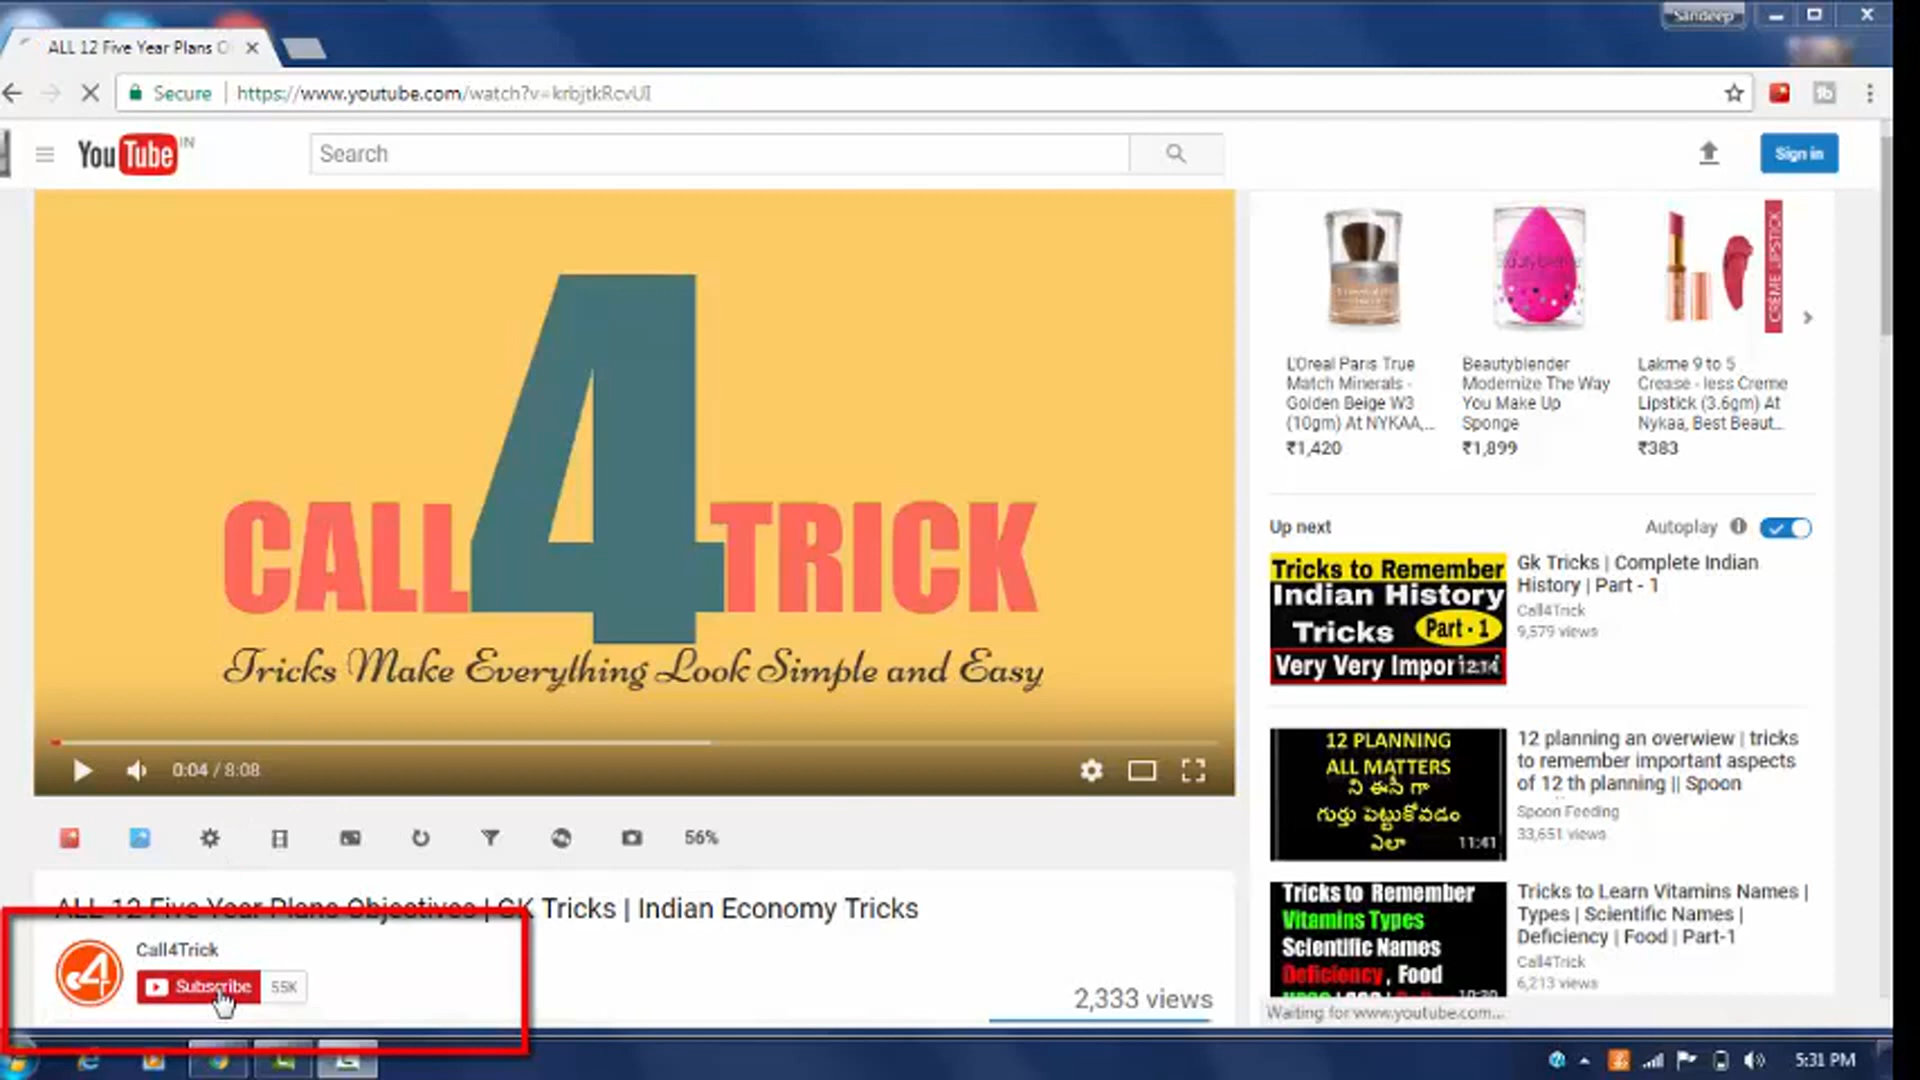 Sandeep
ALL 12 Five Year Plans O
Secure https://www.youtube.com/watch?v=krbjtkRcvUI
YouTube IN
Search
Sign in
CALL4TRICK
Tricks Make Everything Look Simple and Easy
0:04 / 8:08
56%
ALL 12 Five Year Plans Objectives | GK Tricks | Indian Economy Tricks
Call4Trick
Subscribe 55K
2,333 views
beautyblender
CREME LIPSTICK
L'Oreal Paris True
Match Minerals -
Golden Beige W3
(10gm) At NYKAA,...
₹1,420
Beautyblender
Modernize The Way
You Make Up
Sponge
₹1,899
Lakme 9 to 5
Crease - less Creme
Lipstick (3.6gm) At
Nykaa, Best Beaut...
₹383
Up next
Autoplay
Tricks to Remember
Indian History
Tricks Part - 1
Very Very Impor
12:14
Gk Tricks | Complete Indian
History | Part - 1
Call4Trick
9,579 views
12 PLANNING
ALL MATTERS
ని ఈసీ గా
గుర్తు పెట్టుకోవడం
ఎలా
11:41
12 planning an overwiew | tricks
to remember important aspects
of 12 th planning || Spoon
Spoon Feeding
33,651 views
Tricks to Remember
Vitamins Types
Scientific Names
Deficiency , Food
10:20
Tricks to Learn Vitamins Names |
Types | Scientific Names |
Deficiency | Food | Part-1
Call4Trick
6,213 views
Waiting for www.youtube.com...
5:31 PM